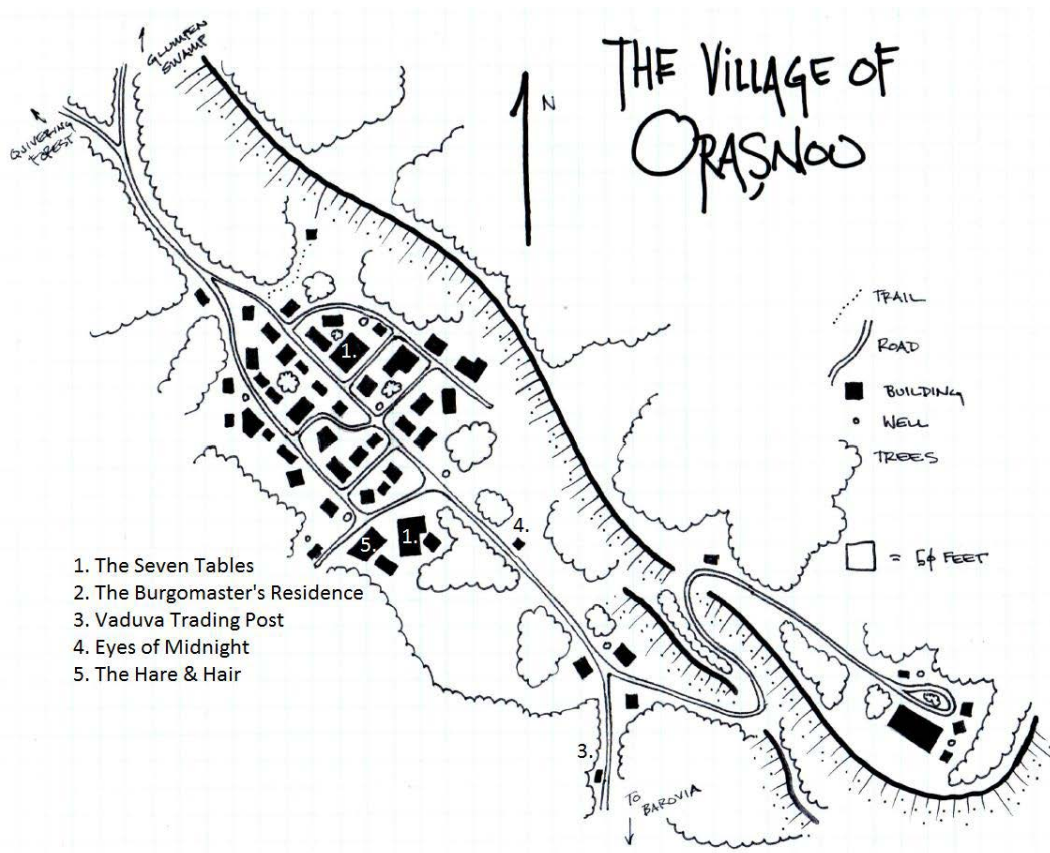 THE VILLAGE OF
ORAȘNOU
N
GLUMPEN
SWAMP
QUIVERING
FOREST
TRAIL
ROAD
BUILDING
WELL
TREES
= 50 FEET
1.
1.
5.
4.
3.
1. The Seven Tables
2. The Burgomaster's Residence
3. Vaduva Trading Post
4. Eyes of Midnight
5. The Hare & Hair
TO
BAROVIA